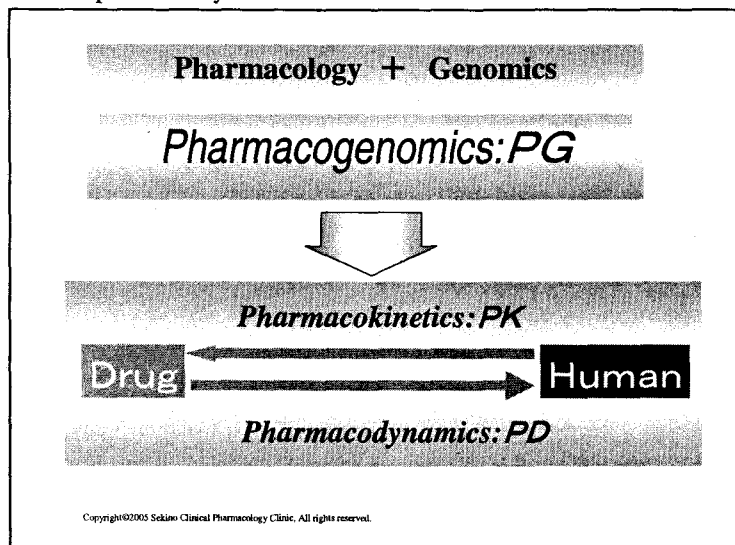 Pharmacology + Genomics
Pharmacogenomics: PG
Pharmacokinetics: PK
Drug
Human
Pharmacodynamics: PD
Copyright©2005 Sekino Clinical Pharmacology Clinic, All rights reserved.